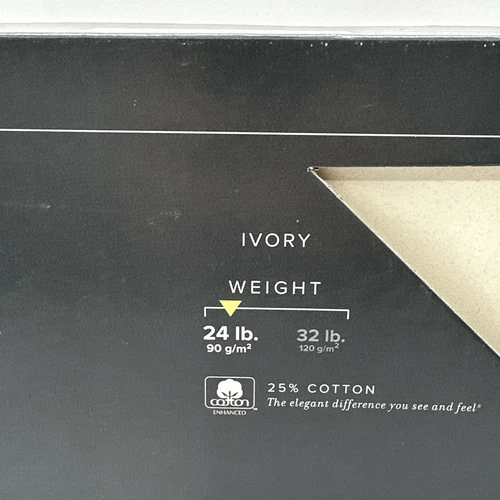 IVORY
WEIGHT
24 lb. 32 lb.
90 g/m² 120 g/m²
cotton™ 25% COTTON
ENHANCED The elegant difference you see and feel®